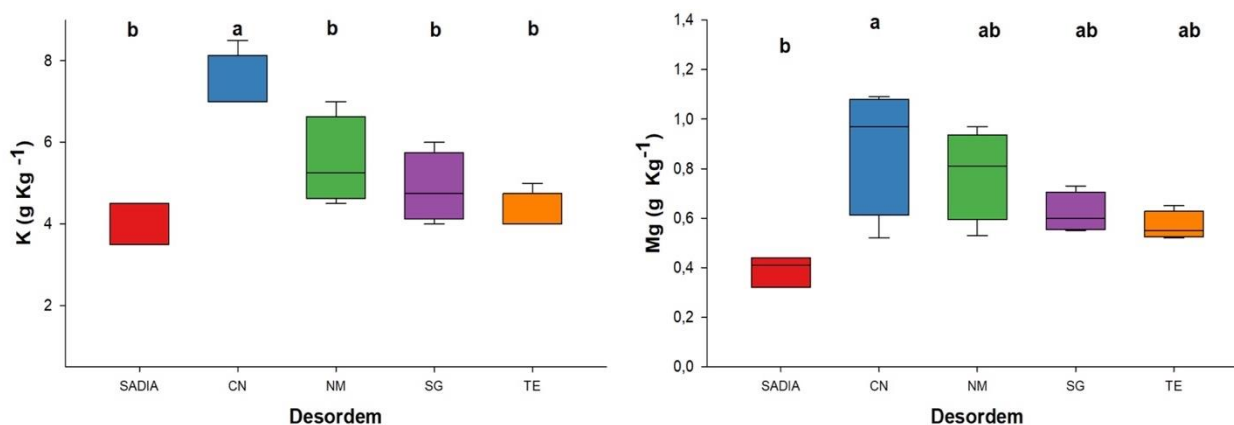 b a b b b
8
6
4
2
K (g Kg -1)
SADIA CN NM SG TE
Desordem
b a ab ab ab
1,4
1,2
1,0
0,8
0,6
0,4
0,2
0,0
Mg (g Kg -1)
SADIA CN NM SG TE
Desordem